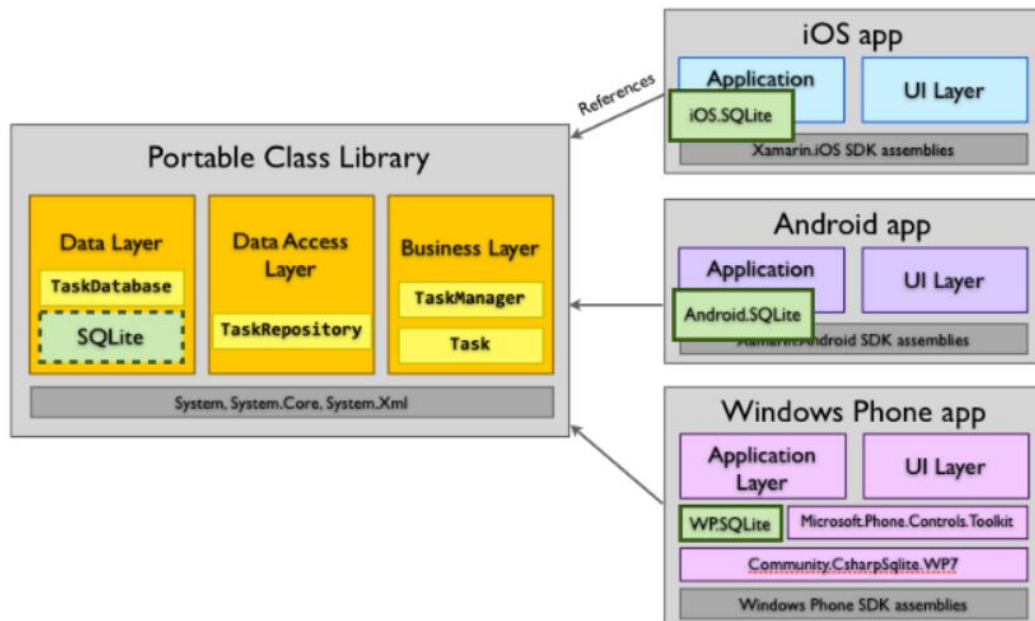 iOS app
Application
UI Layer
iOS.SQLite
Xamarin.iOS SDK assemblies
References
Portable Class Library
Data Layer
TaskDatabase
SQLite
Data Access
Layer
TaskRepository
Business Layer
TaskManager
Task
System, System.Core, System.Xml
Android app
Application
UI Layer
Android.SQLite
Xamarin.Android SDK assemblies
Windows Phone app
Application
Layer
UI Layer
WP.SQLite
Microsoft.Phone.Controls.Toolkit
Community.CsharpSqlite.WP7
Windows Phone SDK assemblies